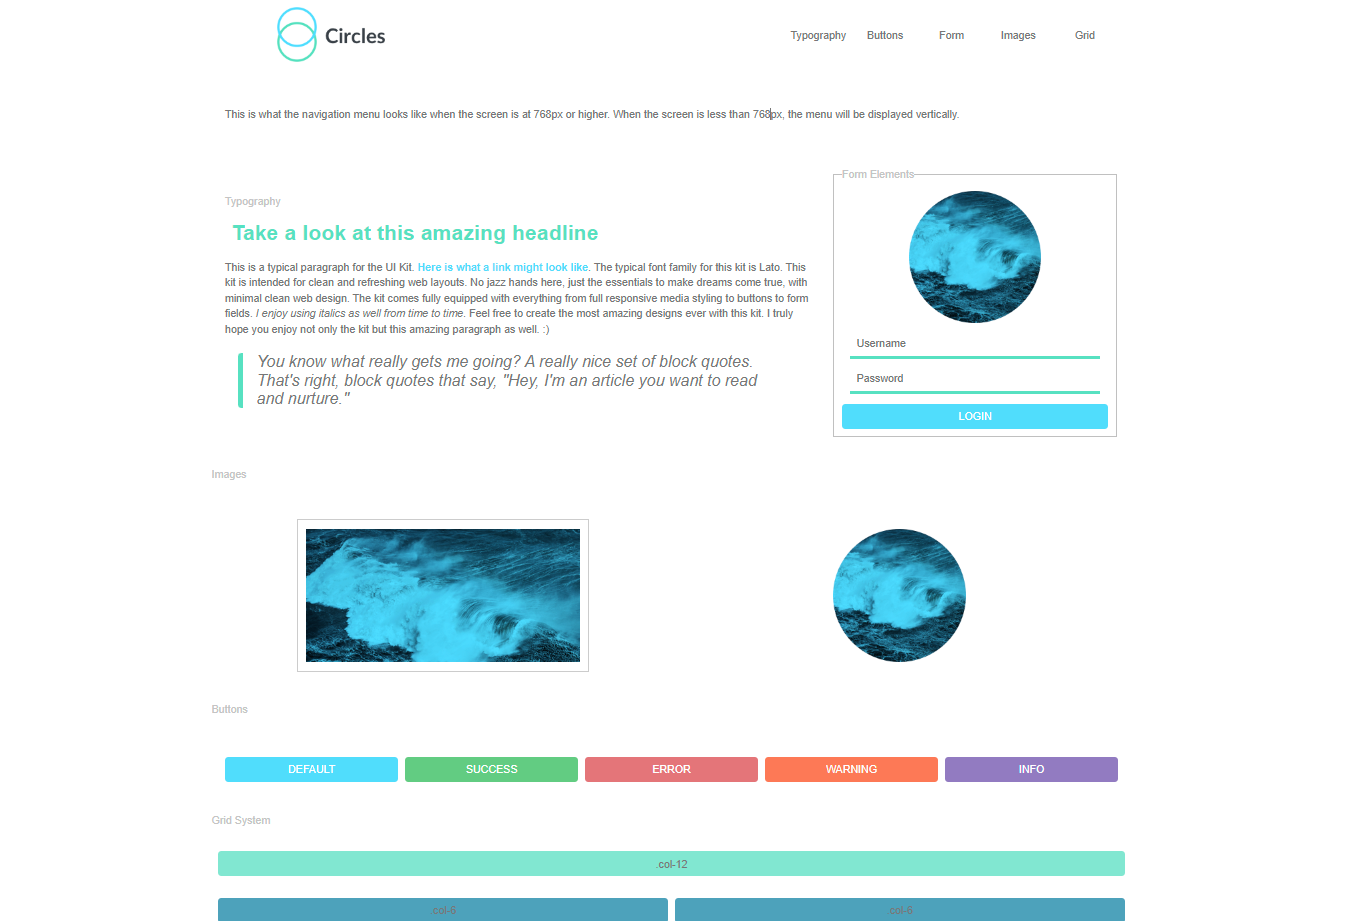 Circles
Typography Buttons Form Images Grid
This is what the navigation menu looks like when the screen is at 768px or higher. When the screen is less than 768px, the menu will be displayed vertically.
Typography
Take a look at this amazing headline
This is a typical paragraph for the UI Kit. Here is what a link might look like. The typical font family for this kit is Lato. This
kit is intended for clean and refreshing web layouts. No jazz hands here, just the essentials to make dreams come true, with
minimal clean web design. The kit comes fully equipped with everything from full responsive media styling to buttons to form
fields. I enjoy using italics as well from time to time. Feel free to create the most amazing designs ever with this kit. I truly
hope you enjoy not only the kit but this amazing paragraph as well. :)
You know what really gets me going? A really nice set of block quotes.
That's right, block quotes that say, "Hey, I'm an article you want to read
and nurture."
Form Elements
Username
Password
LOGIN
Images
Buttons
DEFAULT SUCCESS ERROR WARNING INFO
Grid System
.col-12
.col-6 .col-6